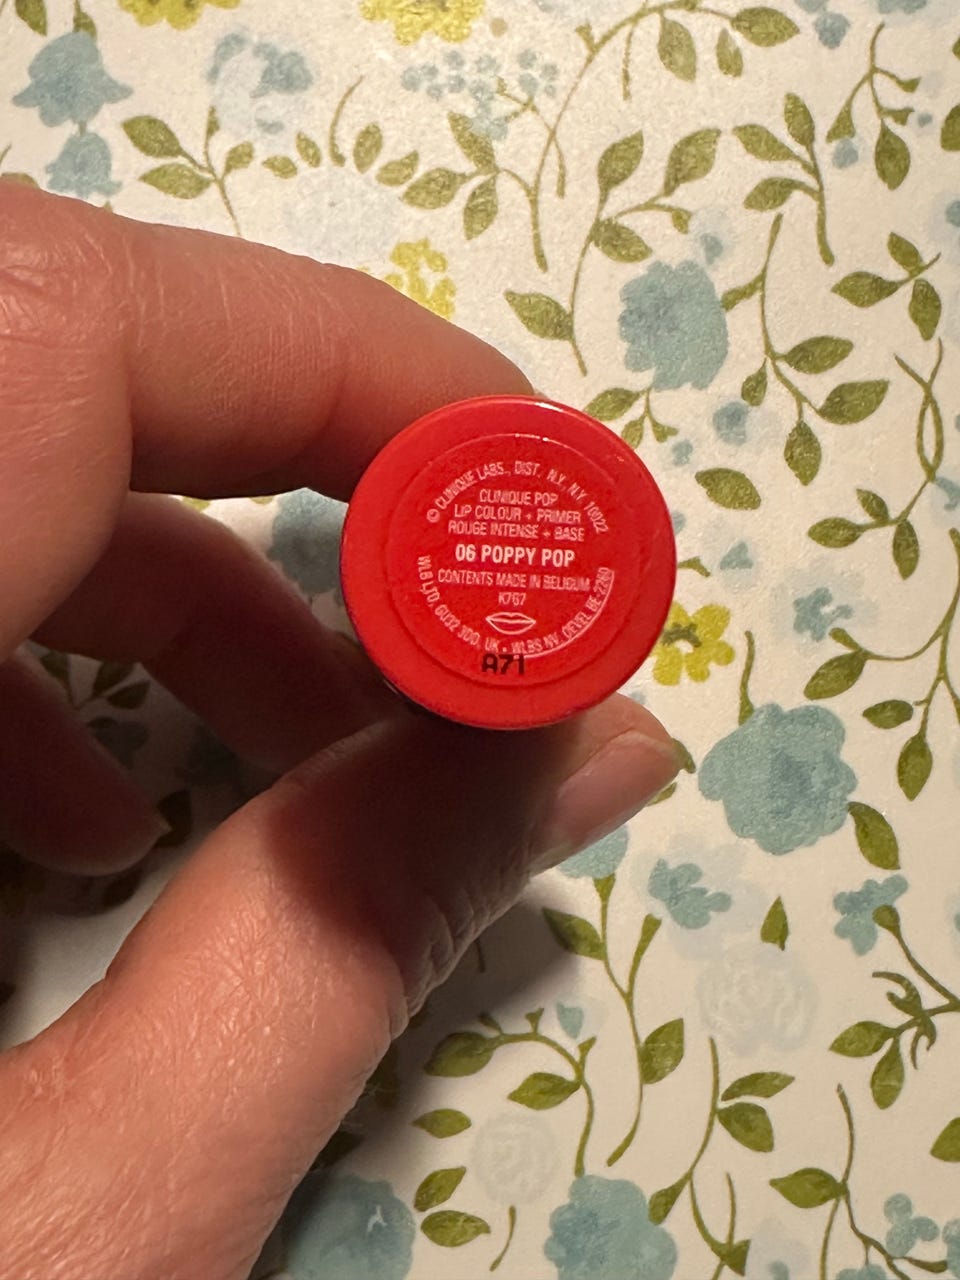 © CLINIQUE LABS., DIST. N.Y., N.Y. 10022
CLINIQUE POP
LIP COLOUR + PRIMER
ROUGE INTENSE + BASE
06 POPPY POP
CONTENTS MADE IN BELIGUM
K767
WLB LTD, GU32 3DD, UK • WLBS NV, OEVEL BE-2260
A71